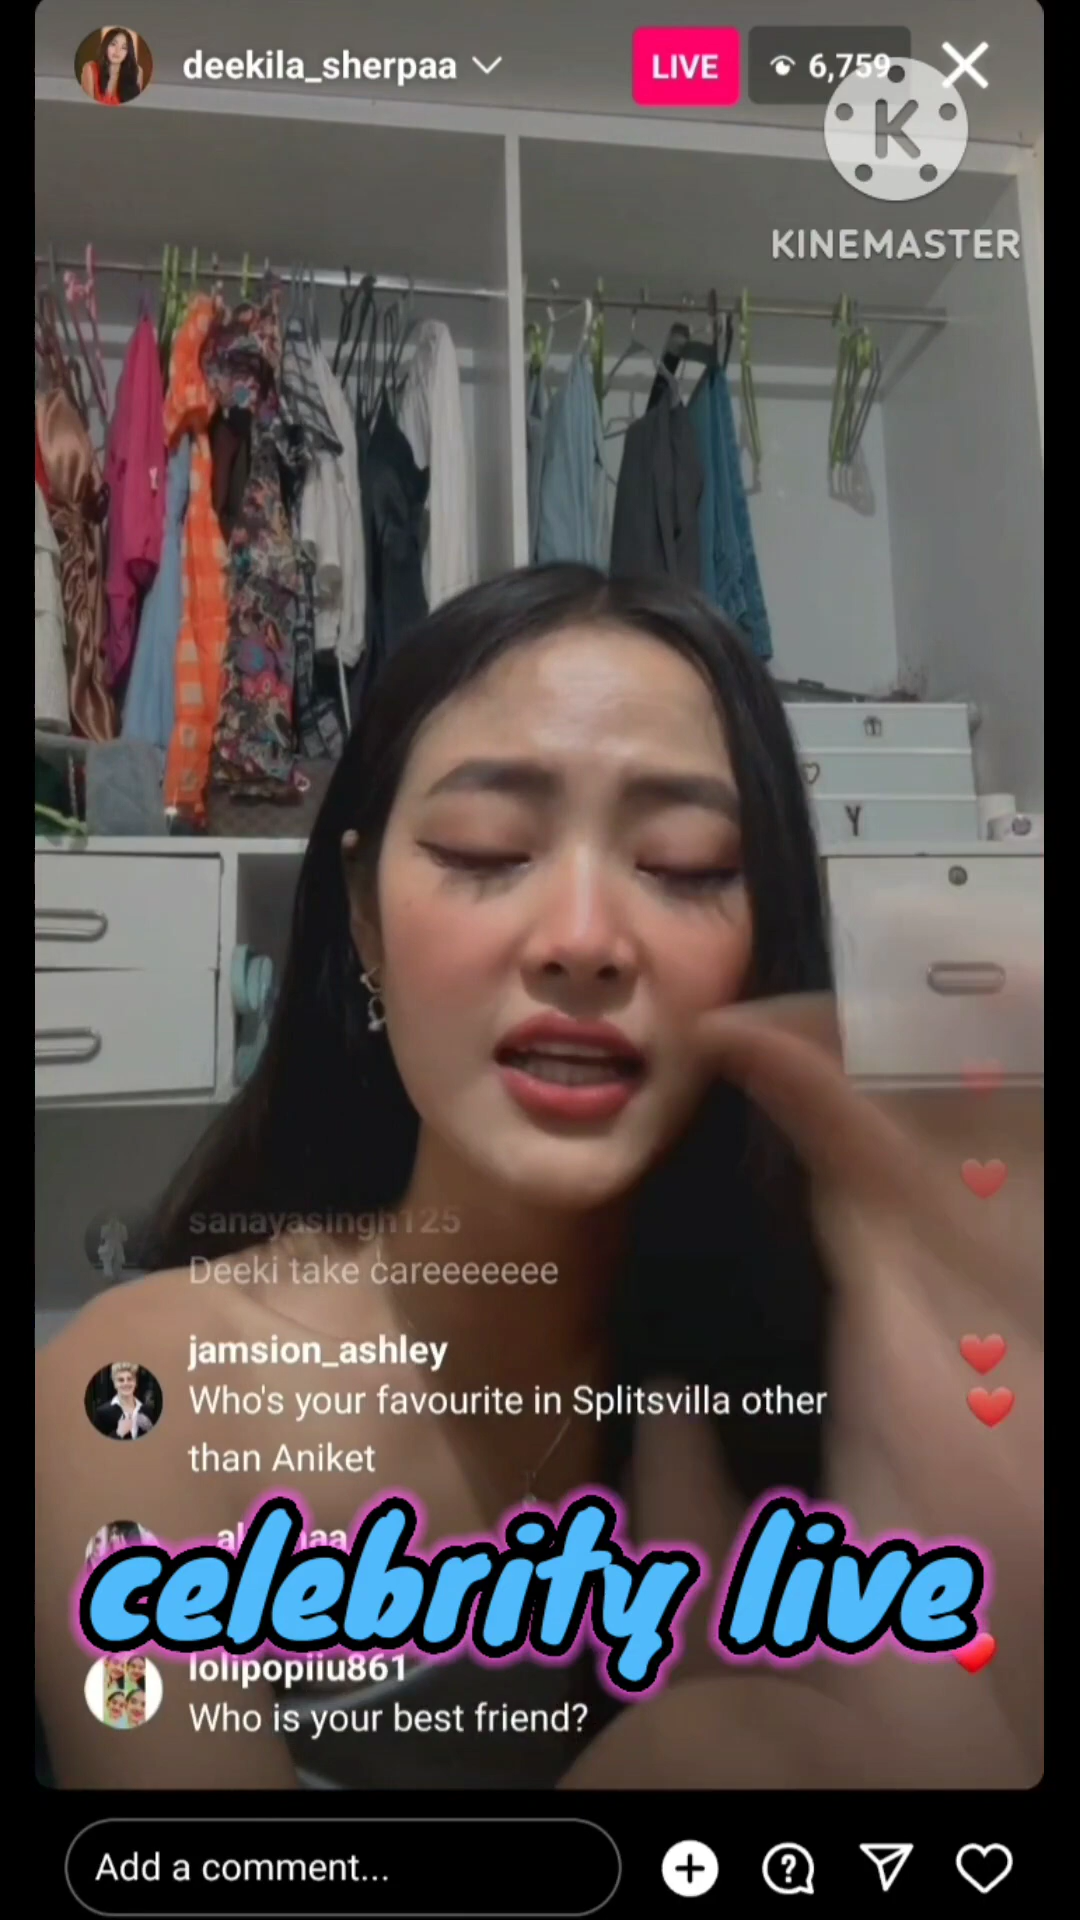 deekila_sherpaa
LIVE
6,759
K
KINEMASTER
Y
sanayasingh125
Deeki take careeeeeee
jamsion_ashley
Who's your favourite in Splitsvilla other
than Aniket
celebrity live
lolipopiiu861
Who is your best friend?
Add a comment...